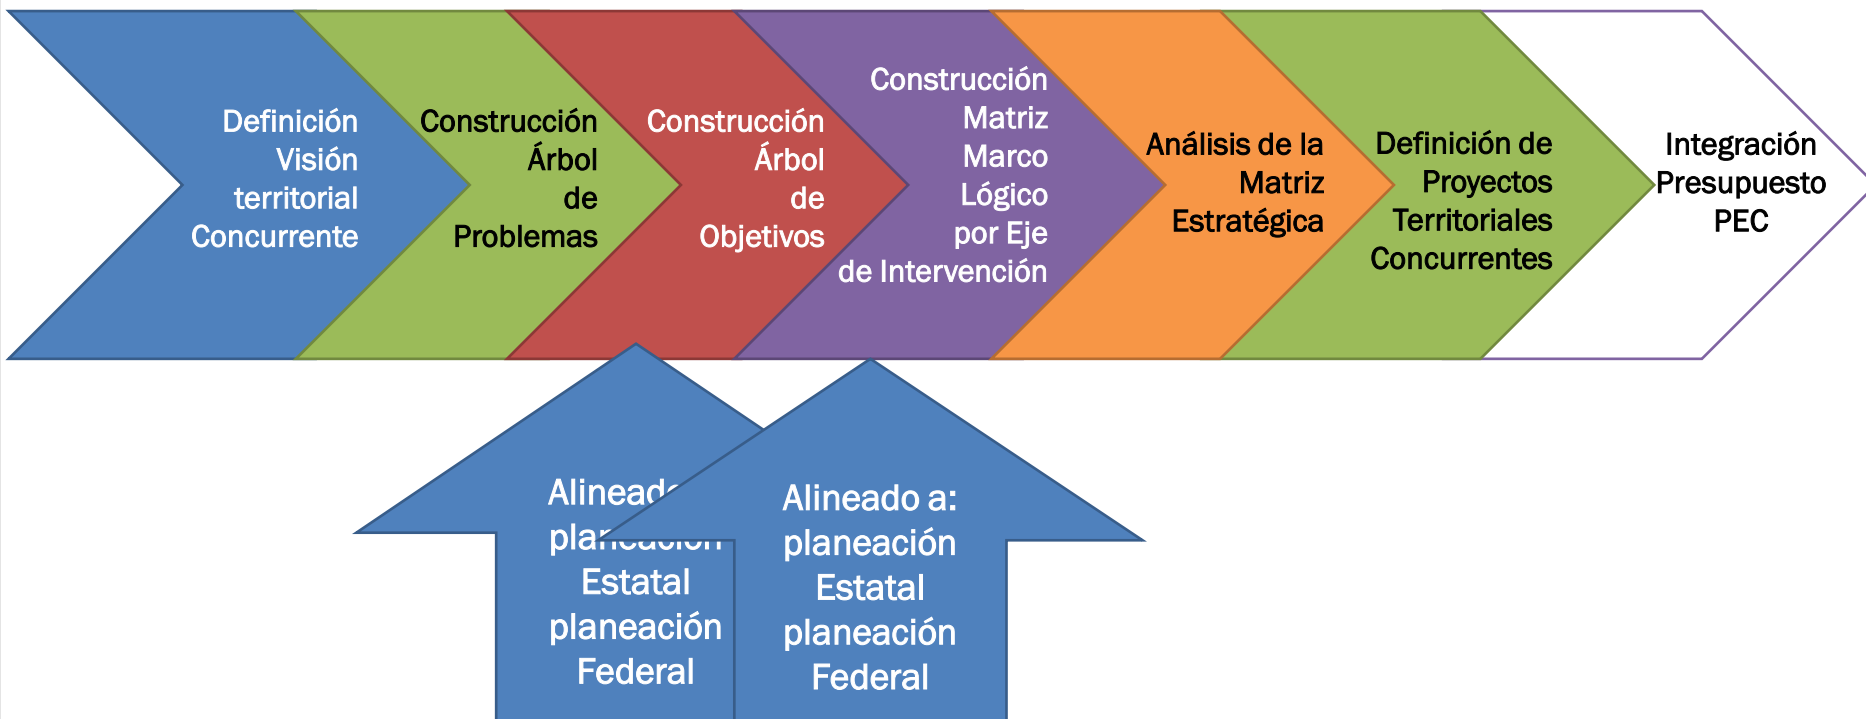 Definición
Visión
territorial
Concurrente
Construcción
Árbol
de
Problemas
Construcción
Árbol
de
Objetivos
Construcción
Matriz
Marco
Lógico
por Eje
de Intervención
Análisis de la
Matriz
Estratégica
Definición de
Proyectos
Territoriales
Concurrentes
Integración
Presupuesto
PEC
planeación
Estatal
planeación
Federal
Alineado a:
planeación
Estatal
planeación
Federal